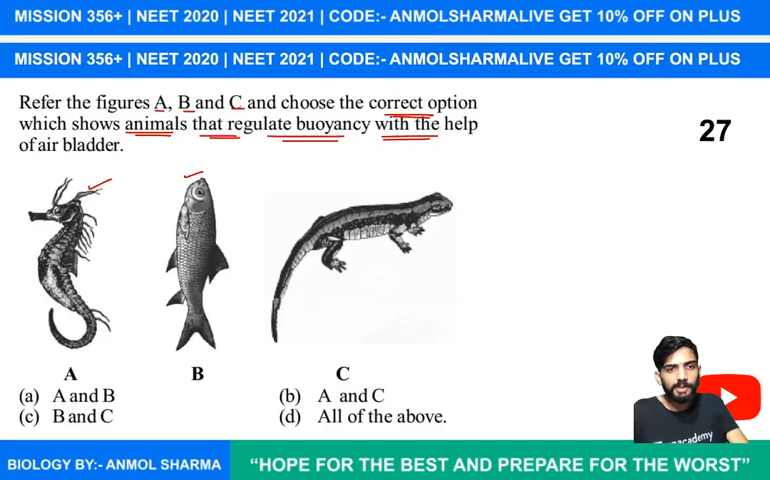 MISSION 356+ | NEET 2020 | NEET 2021 | CODE:- ANMOLSHARMALIVE GET 10% OFF ON PLUS
MISSION 356+ | NEET 2020 | NEET 2021 | CODE:- ANMOLSHARMALIVE GET 10% OFF ON PLUS
Refer the figures A, B and C and choose the correct option
which shows animals that regulate buoyancy with the help
of air bladder.
27
A
B
C
(a) A and B
(b) A and C
(c) B and C
(d) All of the above.
BIOLOGY BY:- ANMOL SHARMA
“HOPE FOR THE BEST AND PREPARE FOR THE WORST”